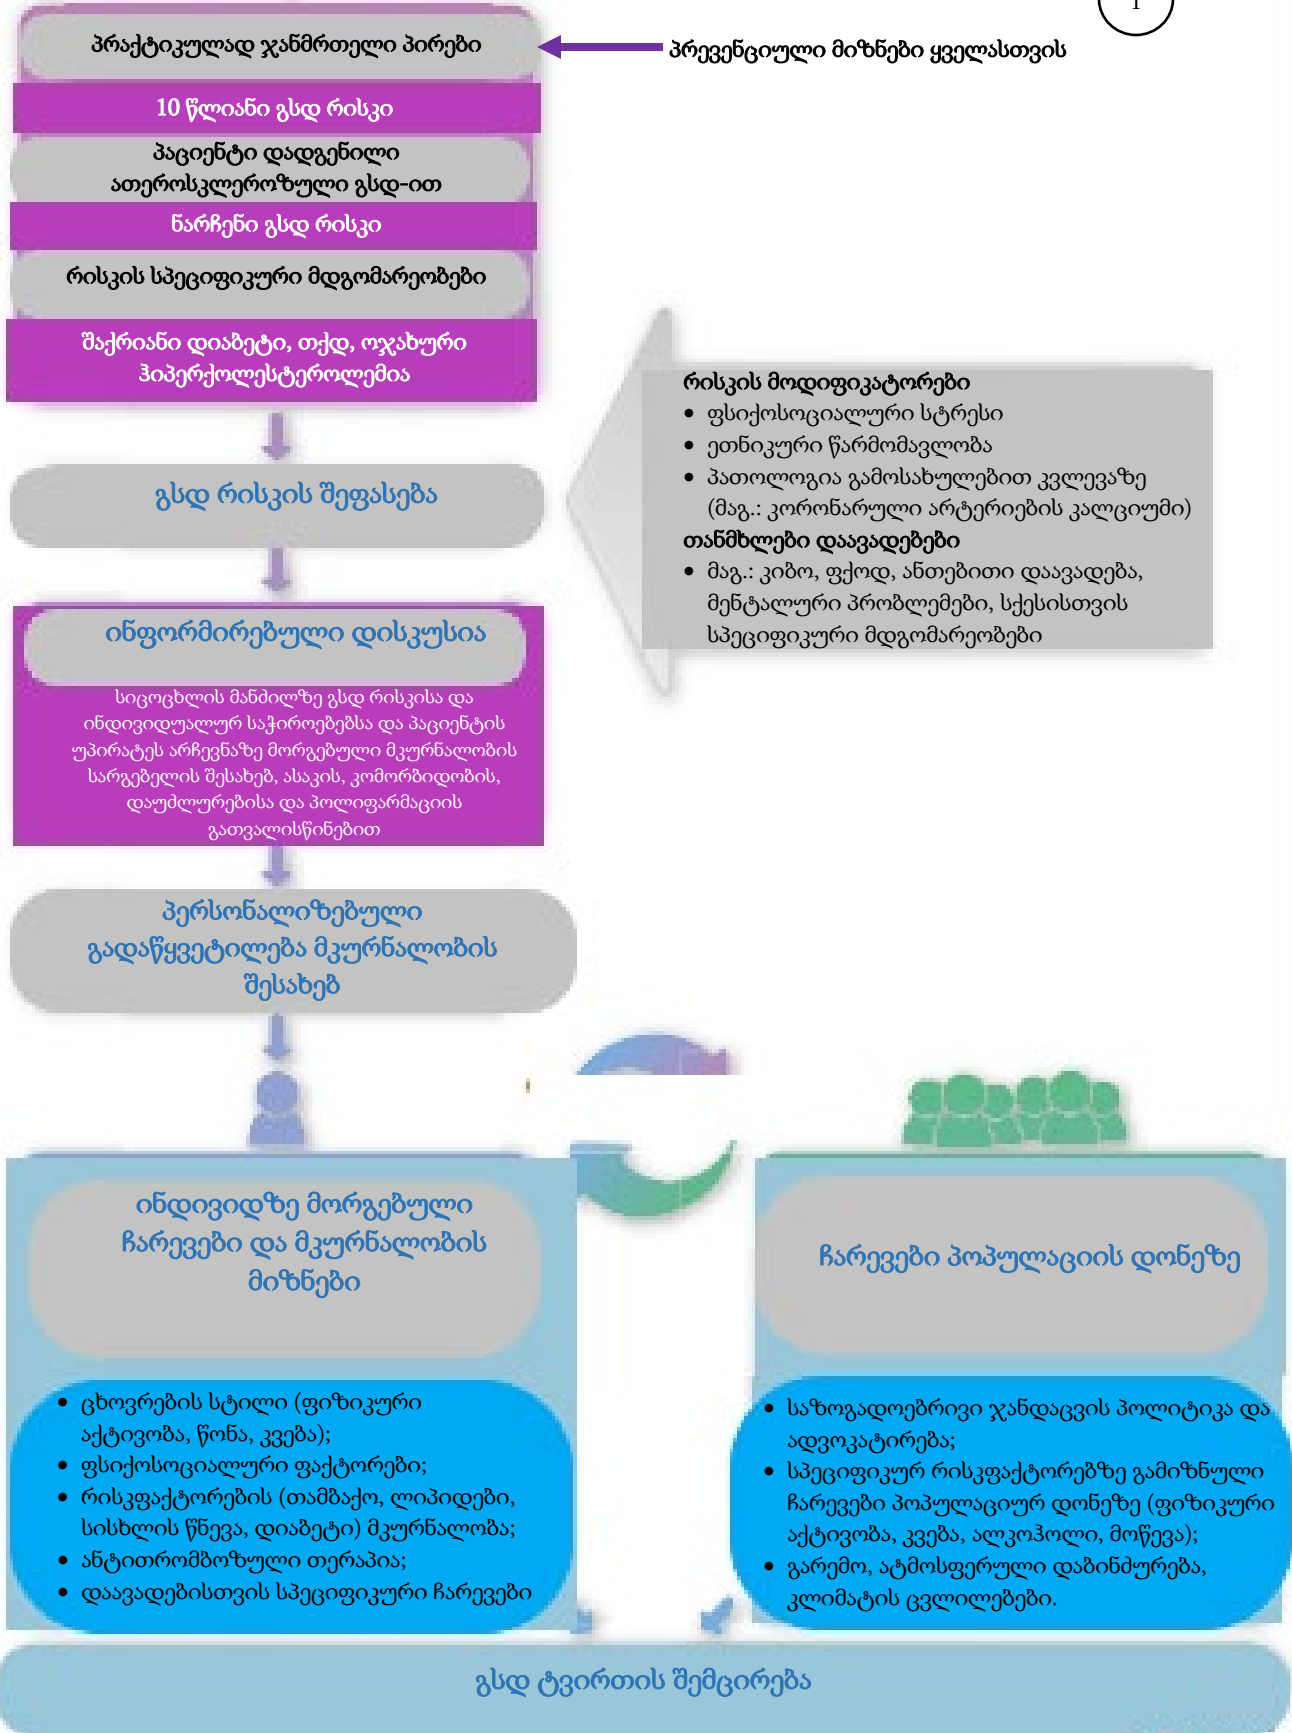 1
პრაქტიკულად ჯანმრთელი პირები
პრევენციული მიზნები ყველასთვის
10 წლიანი გსდ რისკი
პაციენტი დადგენილი
ათეროსკლეროზული გსდ-ით
ნარჩენი გსდ რისკი
რისკის სპეციფიკური მდგომარეობები
შაქრიანი დიაბეტი, თქდ, ოჯახური
ჰიპერქოლესტეროლემია
რისკის მოდიფიკატორები
• ფსიქოსოციალური სტრესი
• ეთნიკური წარმომავლობა
• პათოლოგია გამოსახულებით კვლევაზე
(მაგ.: კორონარული არტერიების კალციუმი)
თანმხლები დაავადებები
• მაგ.: კიბო, ფქოდ, ანთებითი დაავადება,
მენტალური პრობლემები, სქესისთვის
სპეციფიკური მდგომარეობები
გსდ რისკის შეფასება
ინფორმირებული დისკუსია
სიცოცხლის მანძილზე გსდ რისკისა და
ინდივიდუალურ საჭიროებებსა და პაციენტის
უპირატეს არჩევნაზე მორგებული მკურნალობის
სარგებელის შესახებ, ასაკის, კომორბიდობის,
დაუძლურებისა და პოლიფარმაციის
გათვალისწინებით
პერსონალიზებული
გადაწყვეტილება მკურნალობის
შესახებ
ინდივიდზე მორგებული
ჩარევები და მკურნალობის
მიზნები
• ცხოვრების სტილი (ფიზიკური
აქტივობა, წონა, კვება);
• ფსიქოსოციალური ფაქტორები;
• რისკფაქტორების (თამბაქო, ლიპიდები,
სისხლის წნევა, დიაბეტი) მკურნალობა;
• ანტითრომბოზული თერაპია;
• დაავადებისთვის სპეციფიკური ჩარევები
ჩარევები პოპულაციის დონეზე
• საზოგადოებრივი ჯანდაცვის პოლიტიკა და
ადვოკატირება;
• სპეციფიკურ რისკფაქტორებზე გამიზნული
ჩარევები პოპულაციურ დონეზე (ფიზიკური
აქტივობა, კვება, ალკოჰოლი, მოწევა);
• გარემო, ატმოსფერული დაბინძურება,
კლიმატის ცვლილებები.
გსდ ტვირთის შემცირება